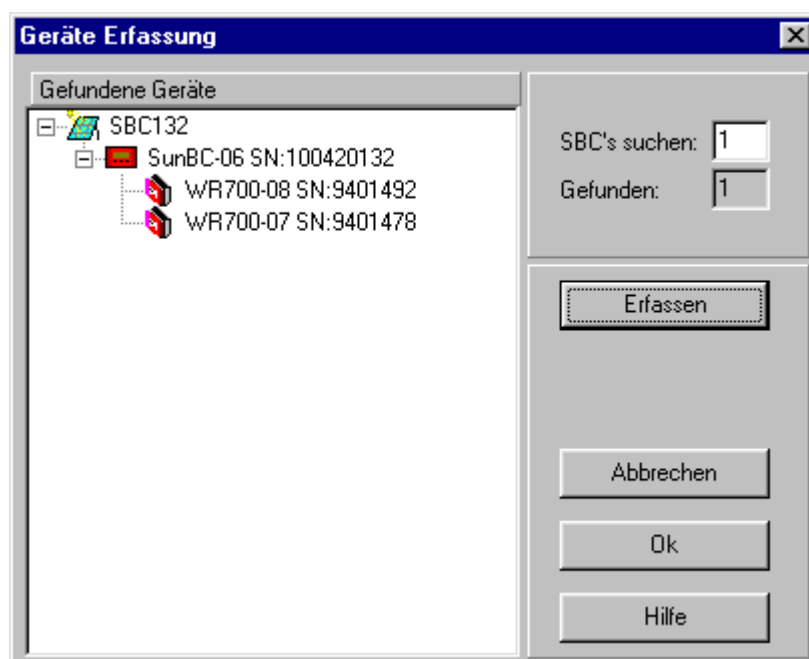 Geräte Erfassung
Gefundene Geräte
SBC132
SunBC-06 SN:100420132
WR700-08 SN:9401492
WR700-07 SN:9401478
SBC's suchen: 1
Gefunden: 1
Erfassen
Abbrechen
Ok
Hilfe